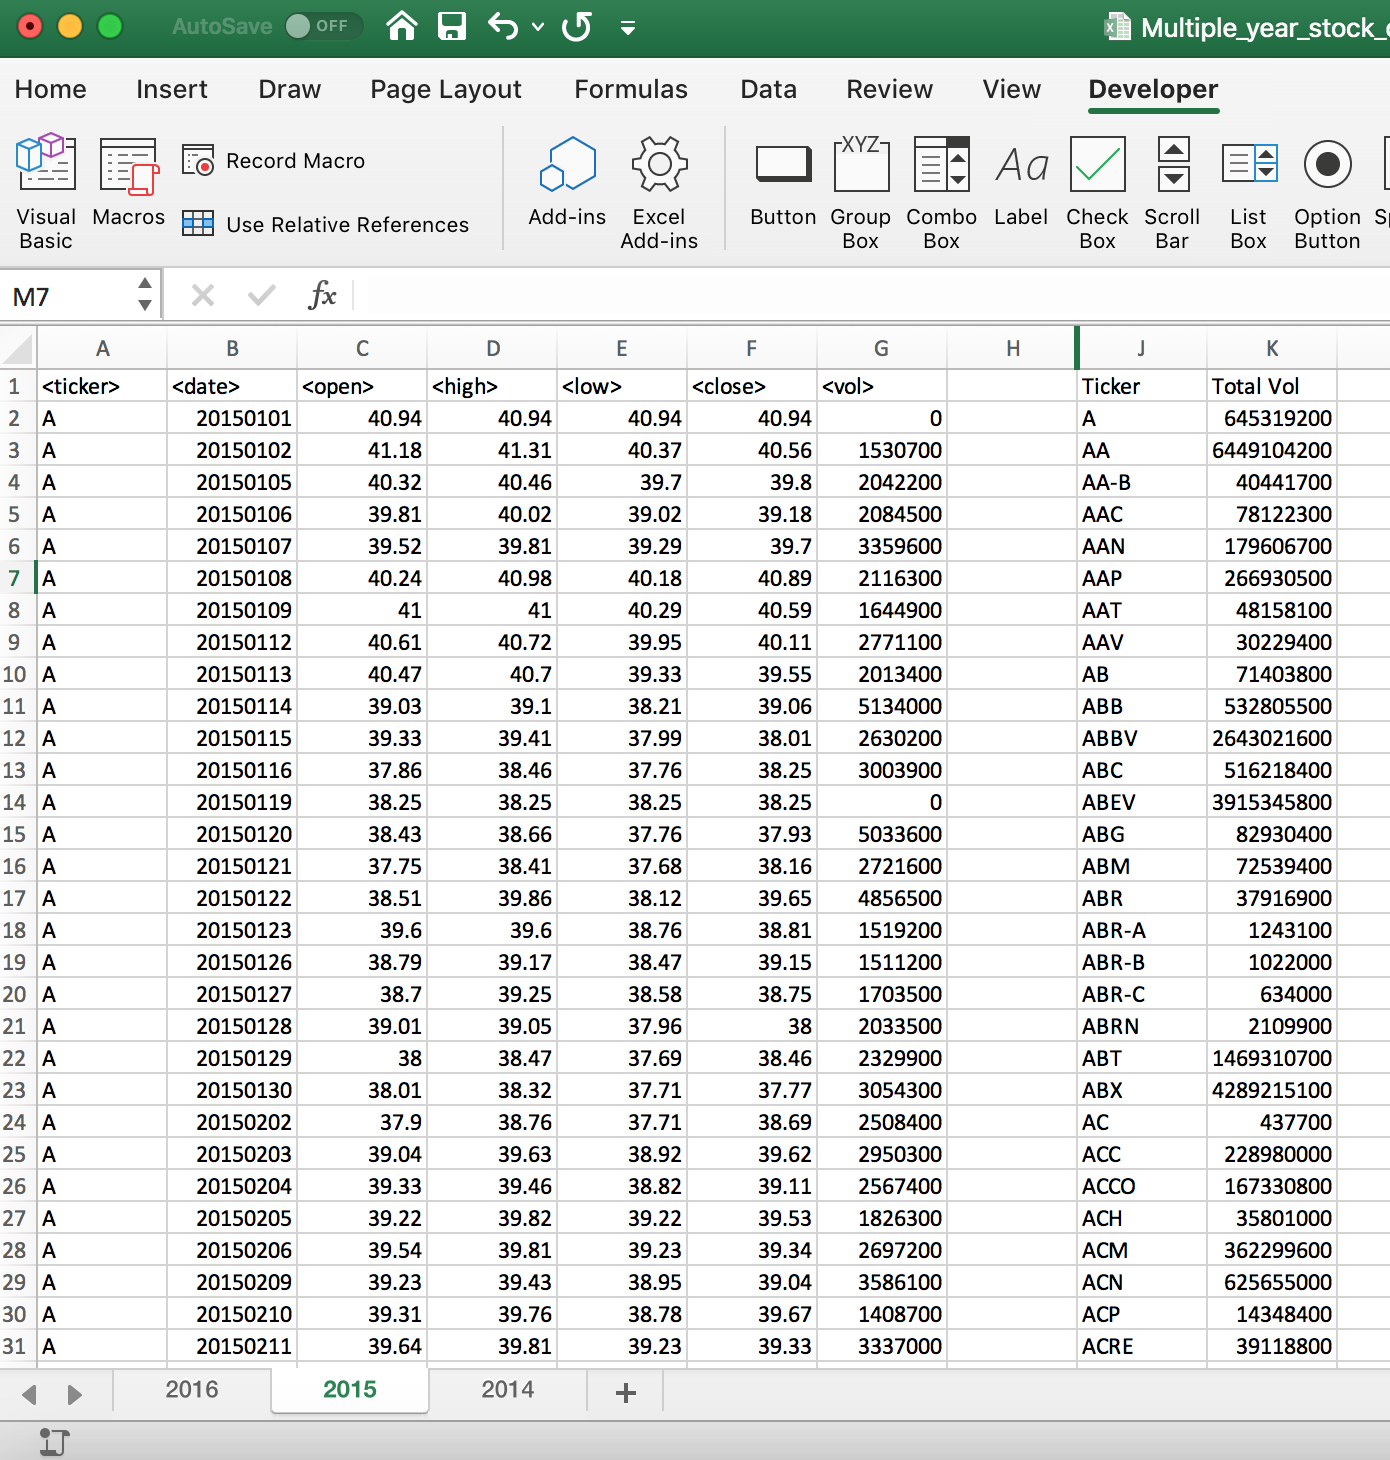 AutoSave OFF Multiple_year_stock_
Home Insert Draw Page Layout Formulas Data Review View Developer
Visual Basic Macros Record Macro Use Relative References Add-ins Excel Add-ins XYZ Button Group Box Combo Box Aa Label Check Box Scroll Bar List Box Option Button
M7 fx
A B C D E F G H J K
1 <ticker> <date> <open> <high> <low> <close> <vol> Ticker Total Vol
2 A 20150101 40.94 40.94 40.94 40.94 0 A 645319200
3 A 20150102 41.18 41.31 40.37 40.56 1530700 AA 6449104200
4 A 20150105 40.32 40.46 39.7 39.8 2042200 AA-B 40441700
5 A 20150106 39.81 40.02 39.02 39.18 2084500 AAC 78122300
6 A 20150107 39.52 39.81 39.29 39.7 3359600 AAN 179606700
7 A 20150108 40.24 40.98 40.18 40.89 2116300 AAP 266930500
8 A 20150109 41 41 40.29 40.59 1644900 AAT 48158100
9 A 20150112 40.61 40.72 39.95 40.11 2771100 AAV 30229400
10 A 20150113 40.47 40.7 39.33 39.55 2013400 AB 71403800
11 A 20150114 39.03 39.1 38.21 39.06 5134000 ABB 532805500
12 A 20150115 39.33 39.41 37.99 38.01 2630200 ABBV 2643021600
13 A 20150116 37.86 38.46 37.76 38.25 3003900 ABC 516218400
14 A 20150119 38.25 38.25 38.25 38.25 0 ABEV 3915345800
15 A 20150120 38.43 38.66 37.76 37.93 5033600 ABG 82930400
16 A 20150121 37.75 38.41 37.68 38.16 2721600 ABM 72539400
17 A 20150122 38.51 39.86 38.12 39.65 4856500 ABR 37916900
18 A 20150123 39.6 39.6 38.76 38.81 1519200 ABR-A 1243100
19 A 20150126 38.79 39.17 38.47 39.15 1511200 ABR-B 1022000
20 A 20150127 38.7 39.25 38.58 38.75 1703500 ABR-C 634000
21 A 20150128 39.01 39.05 37.96 38 2033500 ABRN 2109900
22 A 20150129 38 38.47 37.69 38.46 2329900 ABT 1469310700
23 A 20150130 38.01 38.32 37.71 37.77 3054300 ABX 4289215100
24 A 20150202 37.9 38.76 37.71 38.69 2508400 AC 437700
25 A 20150203 39.04 39.63 38.92 39.62 2950300 ACC 228980000
26 A 20150204 39.33 39.46 38.82 39.11 2567400 ACCO 167330800
27 A 20150205 39.22 39.82 39.22 39.53 1826300 ACH 35801000
28 A 20150206 39.54 39.81 39.23 39.34 2697200 ACM 362299600
29 A 20150209 39.23 39.43 38.95 39.04 3586100 ACN 625655000
30 A 20150210 39.31 39.76 38.78 39.67 1408700 ACP 14348400
31 A 20150211 39.64 39.81 39.23 39.33 3337000 ACRE 39118800
2016 2015 2014